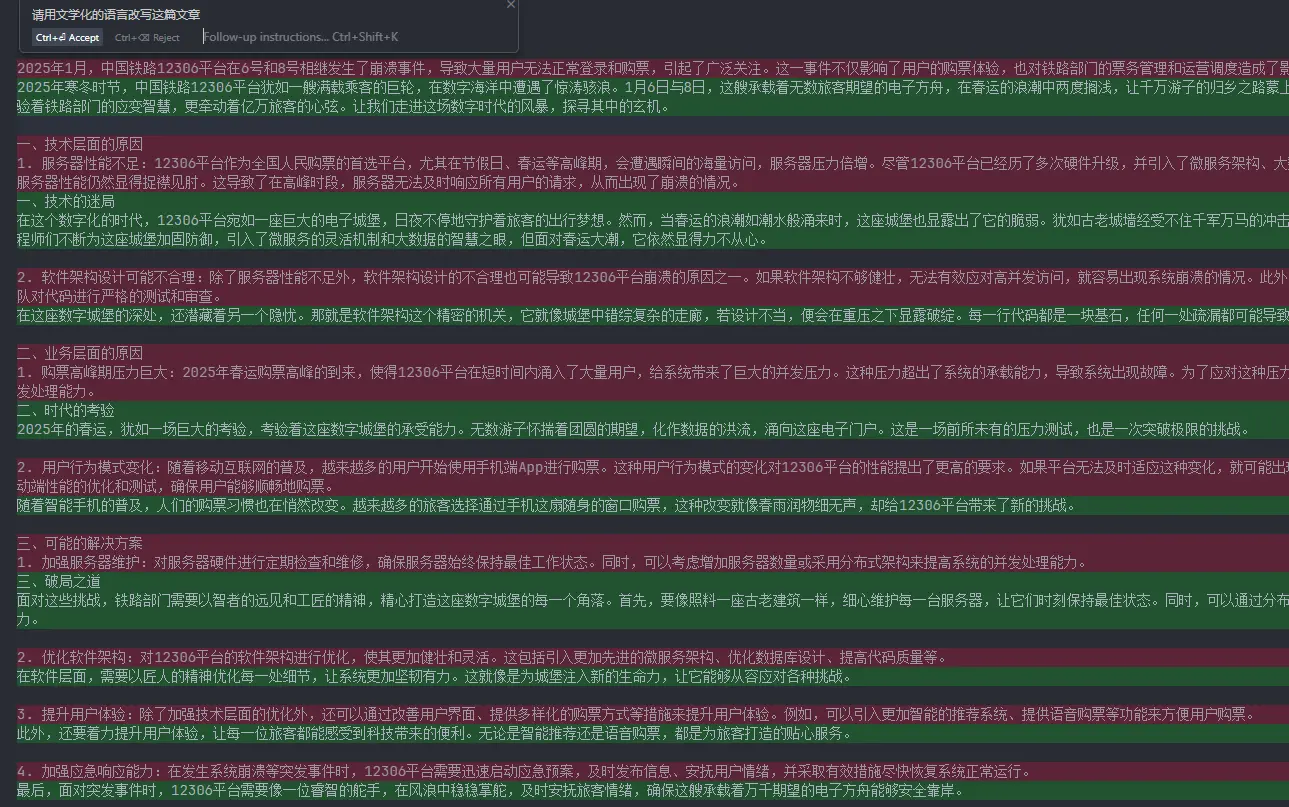 请用文学化的语言改写这篇文章
Ctrl+⏎ Accept Ctrl+⌫ Reject Follow-up instructions... Ctrl+Shift+K
2025年1月，中国铁路12306平台在6号和8号相继发生了崩溃事件，导致大量用户无法正常登录和购票，引起了广泛关注。这一事件不仅影响了用户的购票体验，也对铁路部门的票务管理和运营调度造成了影
2025年寒冬时节，中国铁路12306平台犹如一艘满载乘客的巨轮，在数字海洋中遭遇了惊涛骇浪。1月6日与8日，这艘承载着无数旅客期望的电子方舟，在春运的浪潮中两度搁浅，让千万游子的归乡之路蒙上
验着铁路部门的应变智慧，更牵动着亿万旅客的心弦。让我们走进这场数字时代的风暴，探寻其中的玄机。
一、技术层面的原因
1. 服务器性能不足：12306平台作为全国人民购票的首选平台，尤其在节假日、春运等高峰期，会遭遇瞬间的海量访问，服务器压力倍增。尽管12306平台已经历了多次硬件升级，并引入了微服务架构、大
服务器性能仍然显得捉襟见肘。这导致了在高峰时段，服务器无法及时响应所有用户的请求，从而出现了崩溃的情况。
一、技术的迷局
在这个数字化的时代，12306平台宛如一座巨大的电子城堡，日夜不停地守护着旅客的出行梦想。然而，当春运的浪潮如潮水般涌来时，这座城堡也显露出了它的脆弱。犹如古老城墙经受不住千军万马的冲击
程师们不断为这座城堡加固防御，引入了微服务的灵活机制和大数据的智慧之眼，但面对春运大潮，它依然显得力不从心。
2. 软件架构设计可能不合理：除了服务器性能不足外，软件架构设计的不合理也可能导致12306平台崩溃的原因之一。如果软件架构不够健壮，无法有效应对高并发访问，就容易出现系统崩溃的情况。此外
队对代码进行严格的测试和审查。
在这座数字城堡的深处，还潜藏着另一个隐忧。那就是软件架构这个精密的机关，它就像城堡中错综复杂的走廊，若设计不当，便会在重压之下显露破绽。每一行代码都是一块基石，任何一处疏漏都可能导致
二、业务层面的原因
1. 购票高峰期压力巨大：2025年春运购票高峰的到来，使得12306平台在短时间内涌入了大量用户，给系统带来了巨大的并发压力。这种压力超出了系统的承载能力，导致系统出现故障。为了应对这种压力
发处理能力。
二、时代的考验
2025年的春运，犹如一场巨大的考验，考验着这座数字城堡的承受能力。无数游子怀揣着团圆的期望，化作数据的洪流，涌向这座电子门户。这是一场前所未有的压力测试，也是一次突破极限的挑战。
2. 用户行为模式变化：随着移动互联网的普及，越来越多的用户开始使用手机端App进行购票。这种用户行为模式的变化对12306平台的性能提出了更高的要求。如果平台无法及时适应这种变化，就可能出现
动端性能的优化和测试，确保用户能够顺畅地购票。
随着智能手机的普及，人们的购票习惯也在悄然改变。越来越多的旅客选择通过手机这扇随身的窗口购票，这种改变就像春雨润物细无声，却给12306平台带来了新的挑战。
三、可能的解决方案
1. 加强服务器维护：对服务器硬件进行定期检查和维修，确保服务器始终保持最佳工作状态。同时，可以考虑增加服务器数量或采用分布式架构来提高系统的并发处理能力。
三、破局之道
面对这些挑战，铁路部门需要以智者的远见和工匠的精神，精心打造这座数字城堡的每一个角落。首先，要像照料一座古老建筑一样，细心维护每一台服务器，让它们时刻保持最佳状态。同时，可以通过分布
力。
2. 优化软件架构：对12306平台的软件架构进行优化，使其更加健壮和灵活。这包括引入更加先进的微服务架构、优化数据库设计、提高代码质量等。
在软件层面，需要以匠人的精神优化每一处细节，让系统更加坚韧有力。这就像是为城堡注入新的生命力，让它能够从容应对各种挑战。
3. 提升用户体验：除了加强技术层面的优化外，还可以通过改善用户界面、提供多样化的购票方式等措施来提升用户体验。例如，可以引入更加智能的推荐系统、提供语音购票等功能来方便用户购票。
此外，还要着力提升用户体验，让每一位旅客都能感受到科技带来的便利。无论是智能推荐还是语音购票，都是为旅客打造的贴心服务。
4. 加强应急响应能力：在发生系统崩溃等突发事件时，12306平台需要迅速启动应急预案，及时发布信息、安抚用户情绪，并采取有效措施尽快恢复系统正常运行。
最后，面对突发事件时，12306平台需要像一位睿智的舵手，在风浪中稳稳掌舵，及时安抚旅客情绪，确保这艘承载着万千期望的电子方舟能够安全靠岸。